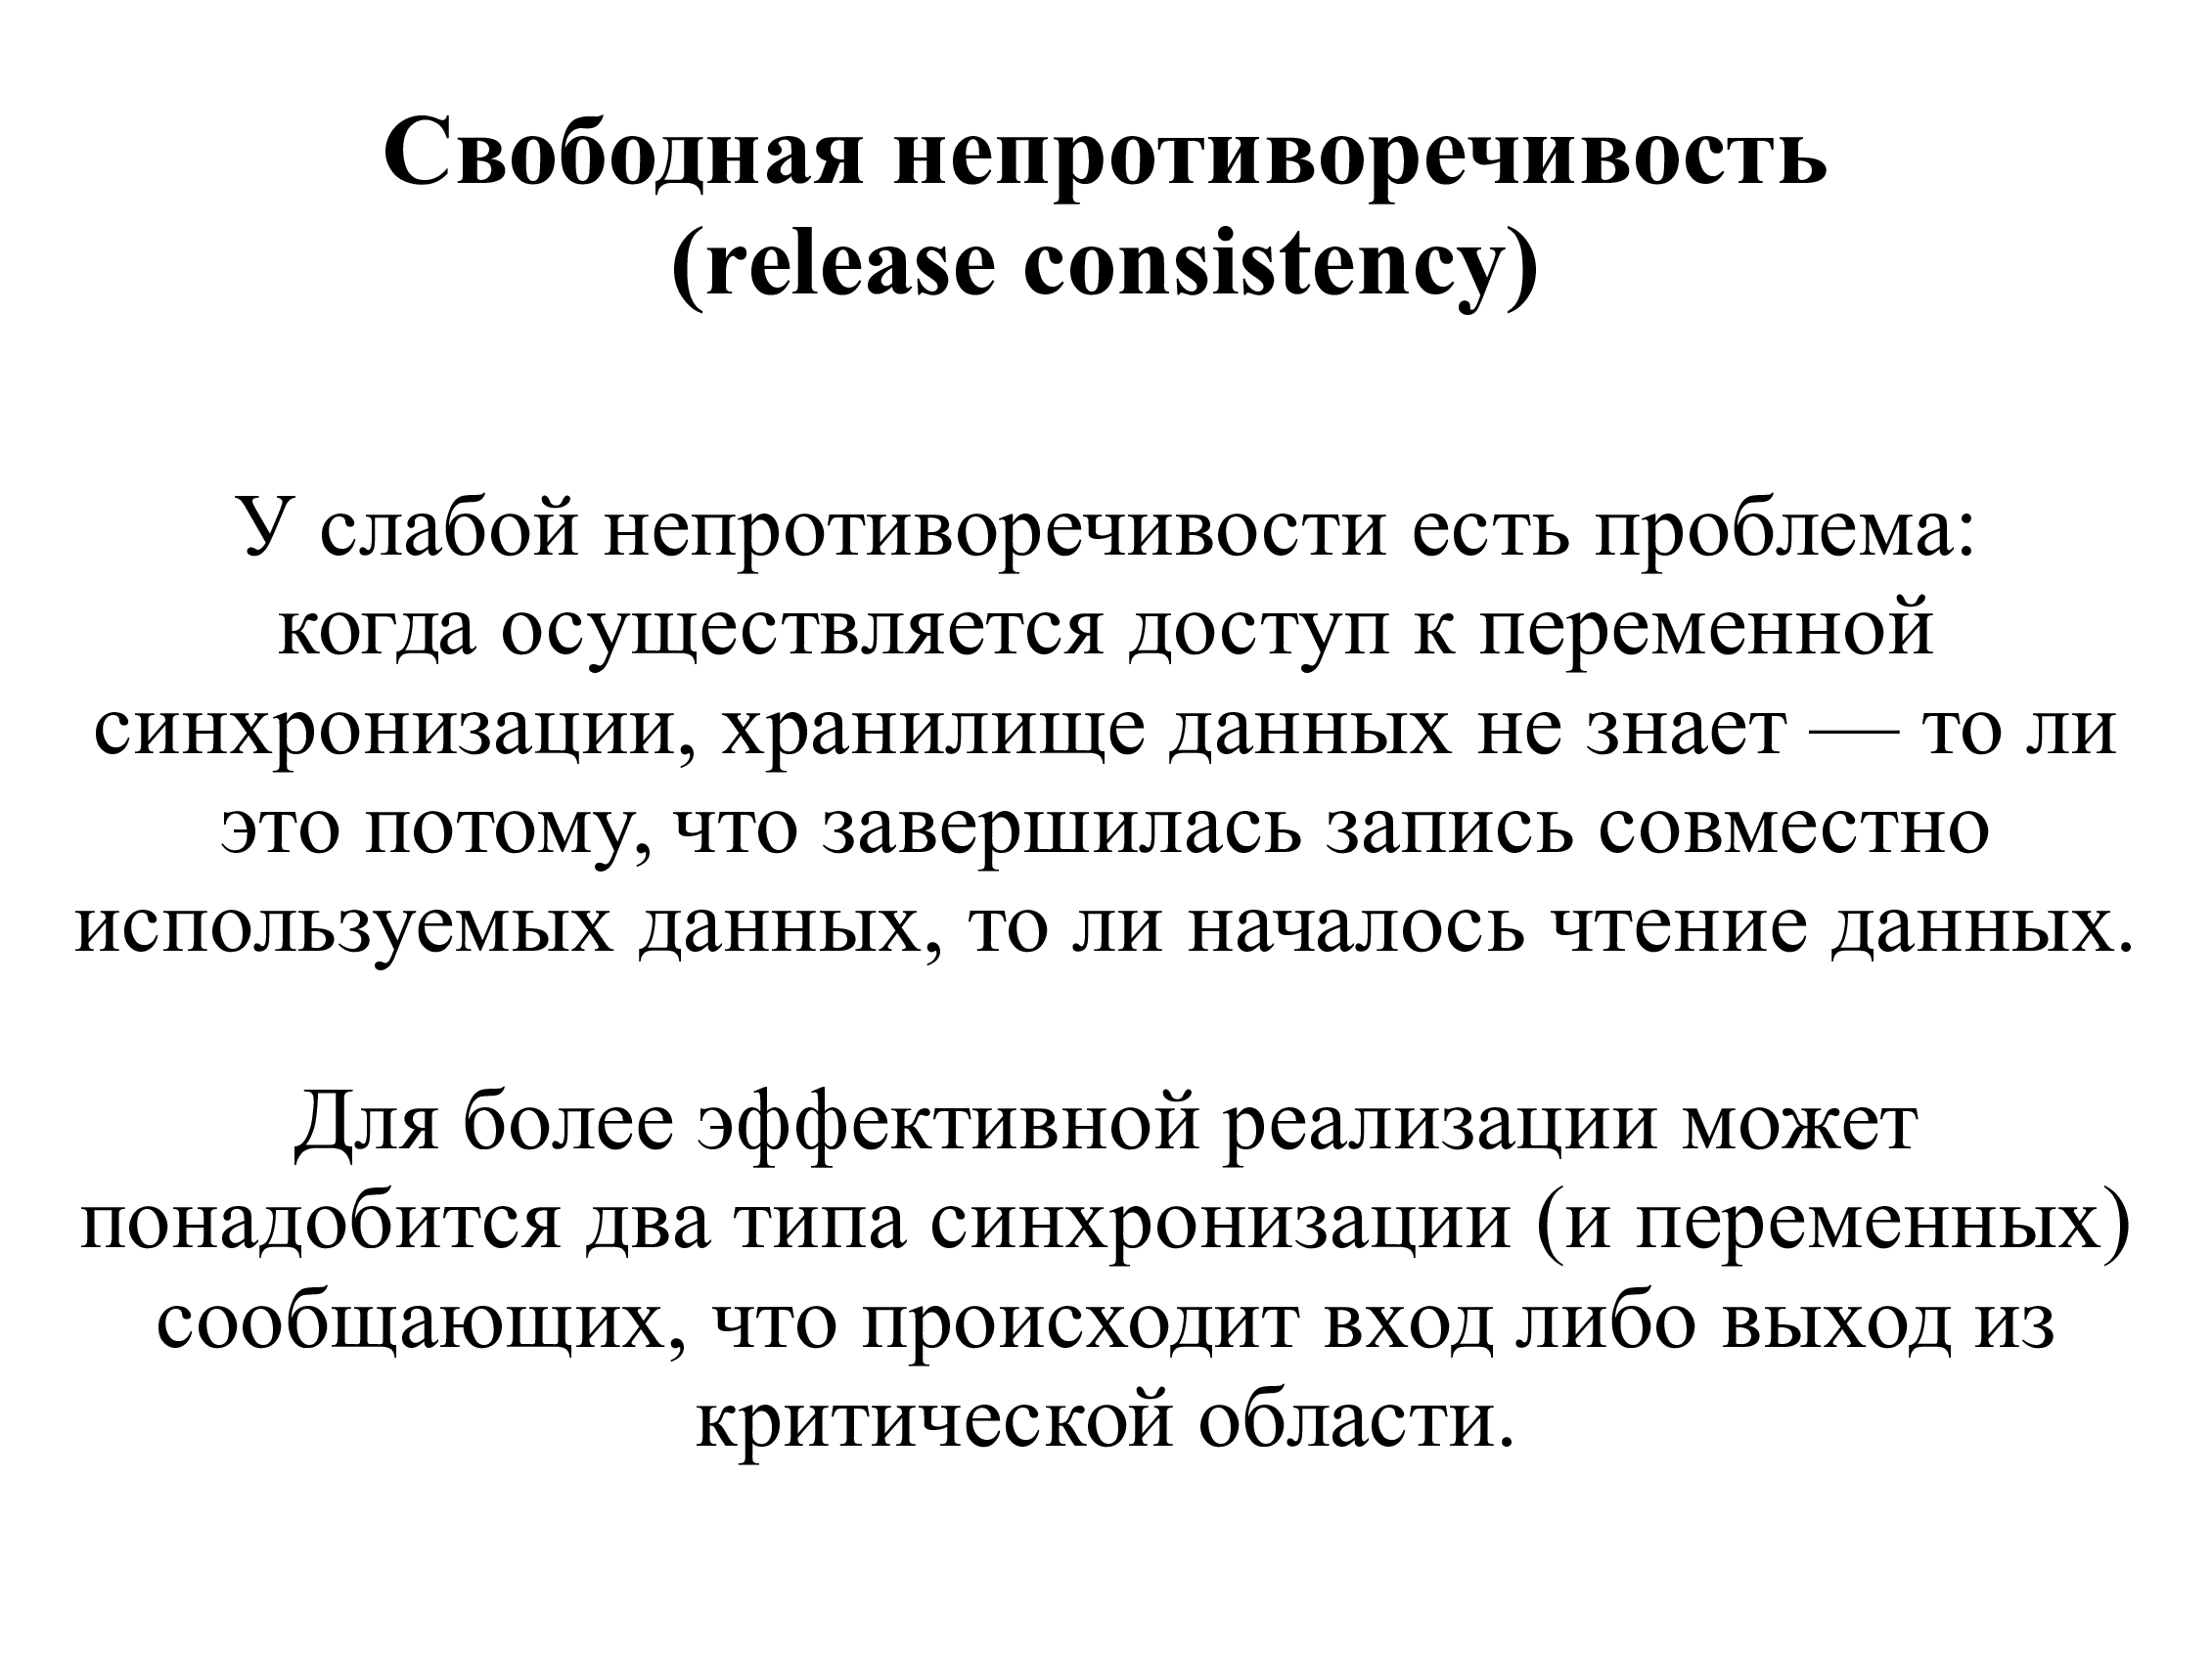 Свободная непротиворечивость
(release consistency)
У слабой непротиворечивости есть проблема:
когда осуществляется доступ к переменной
синхронизации, хранилище данных не знает — то ли
это потому, что завершилась запись совместно
используемых данных, то ли началось чтение данных.
Для более эффективной реализации может
понадобится два типа синхронизации (и переменных)
сообщающих, что происходит вход либо выход из
критической области.